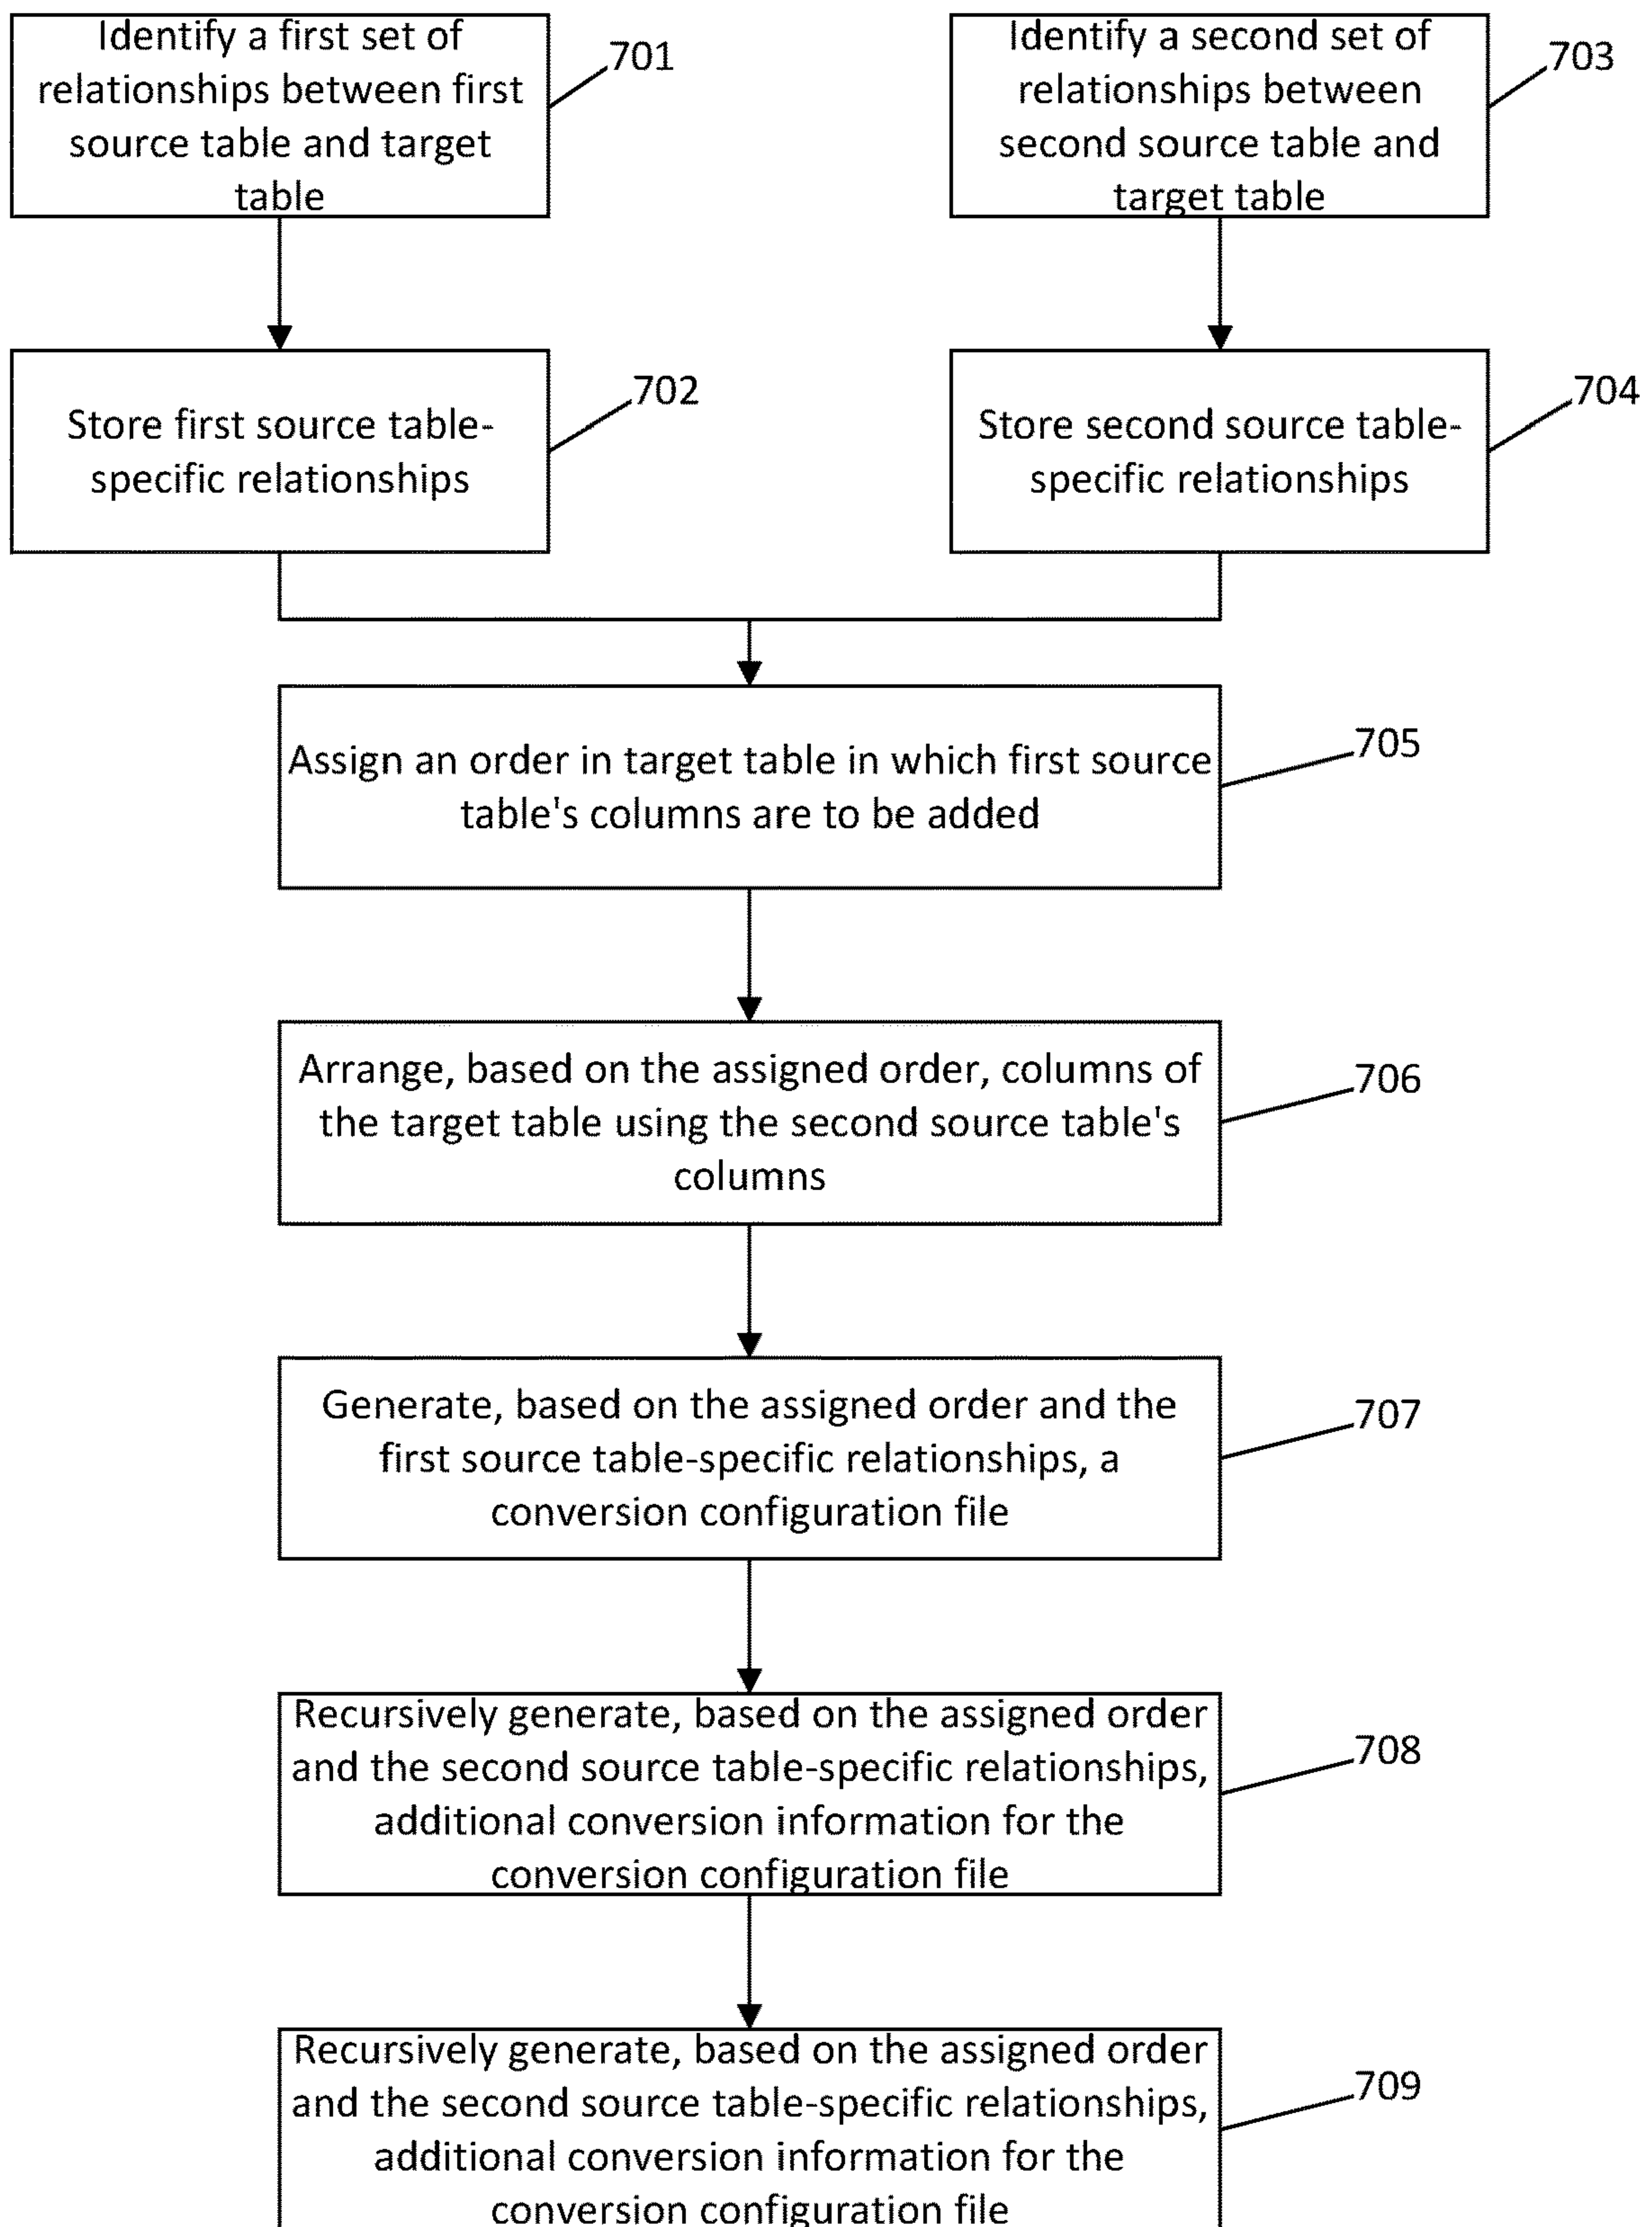 Identify a first set of
relationships between first
source table and target
table
701
Identify a second set of
relationships between
second source table and
target table
703
Store first source table-
specific relationships
702
Store second source table-
specific relationships
704
Assign an order in target table in which first source
table's columns are to be added
705
Arrange, based on the assigned order, columns of
the target table using the second source table's
columns
706
Generate, based on the assigned order and the
first source table-specific relationships, a
conversion configuration file
707
Recursively generate, based on the assigned order
and the second source table-specific relationships,
additional conversion information for the
conversion configuration file
708
Recursively generate, based on the assigned order
and the second source table-specific relationships,
additional conversion information for the
conversion configuration file
709